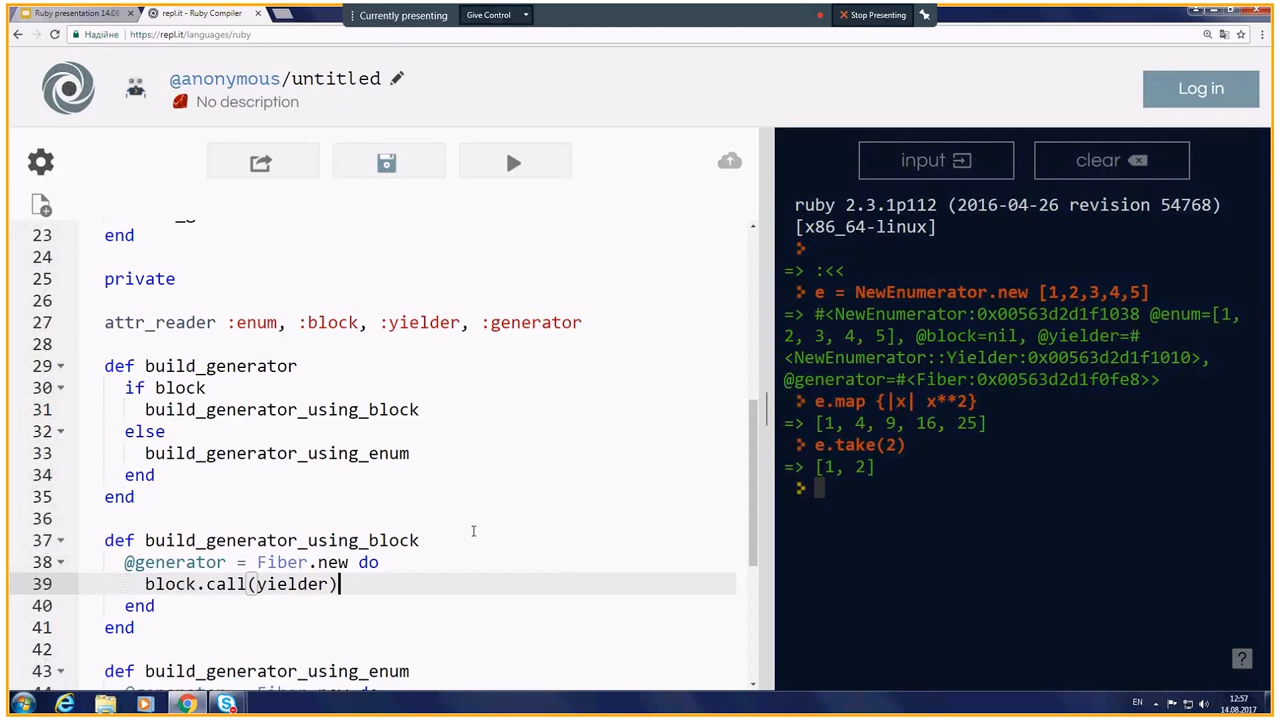 Ruby presentation 14.08
repl.it - Ruby Compiler
Currently presenting
Give Control
Stop Presenting
Надійне
https://repl.it/languages/ruby
@anonymous/untitled
No description
Log in
input
clear
23 end
24
25 private
26
27 attr_reader :enum, :block, :yielder, :generator
28
29 def build_generator
30 if block
31 build_generator_using_block
32 else
33 build_generator_using_enum
34 end
35 end
36
37 def build_generator_using_block
38 @generator = Fiber.new do
39 block.call(yielder)
40 end
41 end
42
43 def build_generator_using_enum
ruby 2.3.1p112 (2016-04-26 revision 54768)
[x86_64-linux]
=> :<<
e = NewEnumerator.new [1,2,3,4,5]
=> #<NewEnumerator:0x00563d2d1f1038 @enum=[1,
2, 3, 4, 5], @block=nil, @yielder=#
<NewEnumerator::Yielder:0x00563d2d1f1010>,
@generator=#<Fiber:0x00563d2d1f0fe8>>
e.map {|x| x**2}
=> [1, 4, 9, 16, 25]
e.take(2)
=> [1, 2]
?
EN
12:57
14.08.2017